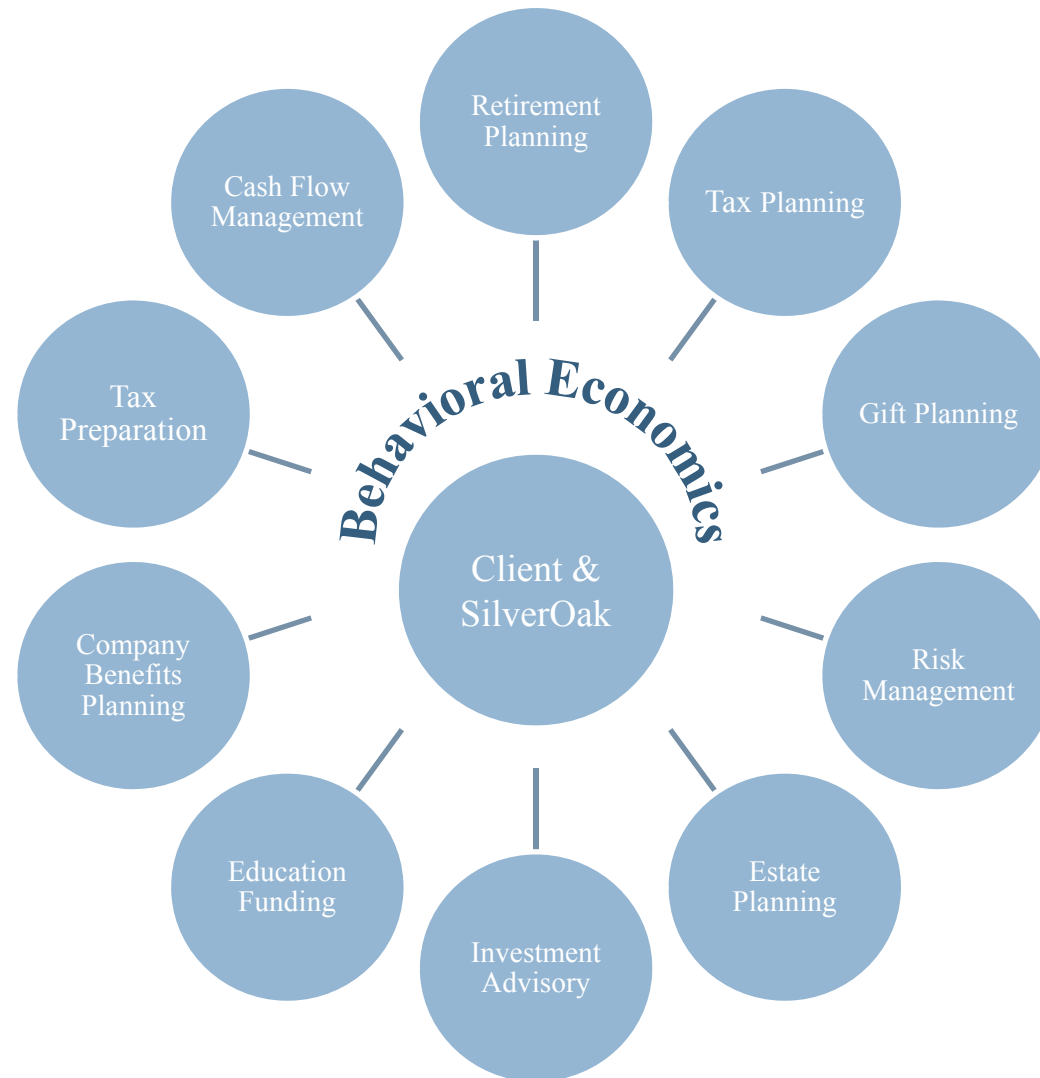 Retirement
Planning
Tax Planning
Gift Planning
Risk
Management
Estate
Planning
Investment
Advisory
Education
Funding
Company
Benefits
Planning
Tax
Preparation
Cash Flow
Management
Behavioral Economics
Client &
SilverOak